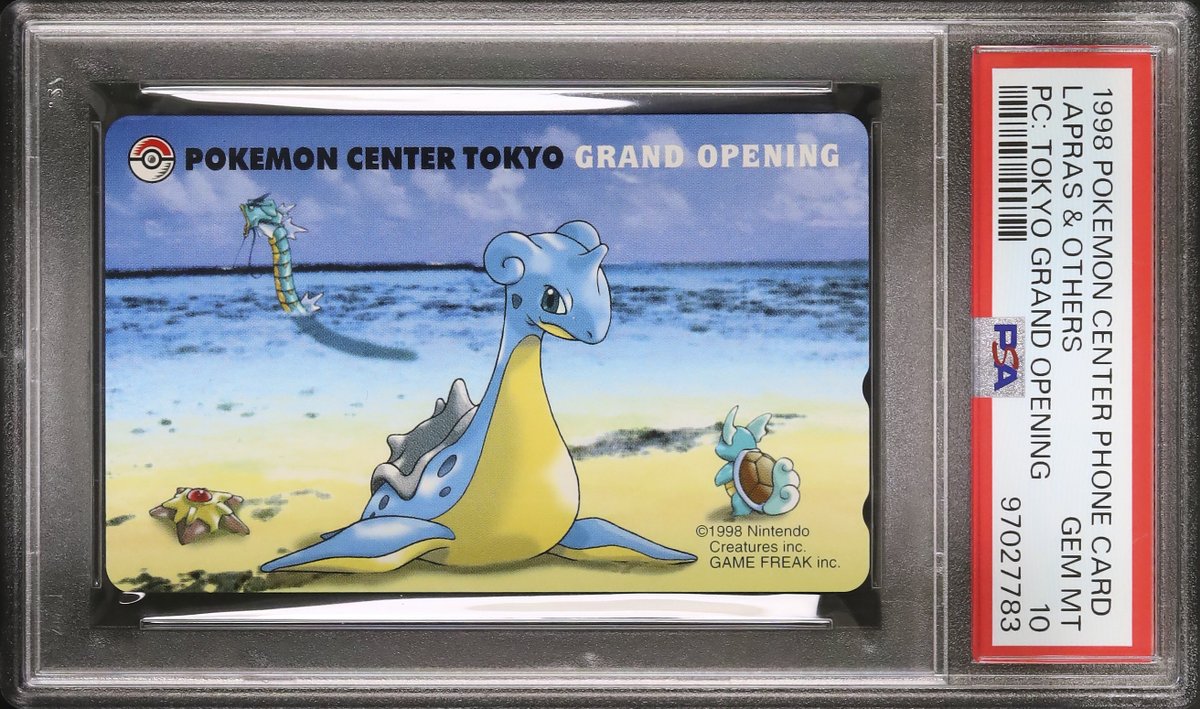 POKEMON CENTER TOKYO GRAND OPENING
©1998 Nintendo
Creatures inc.
GAME FREAK inc.
1998 POKEMON CENTER PHONE CARD
LAPRAS & OTHERS GEM MT
PC: TOKYO GRAND OPENING 10
97027783
PSA